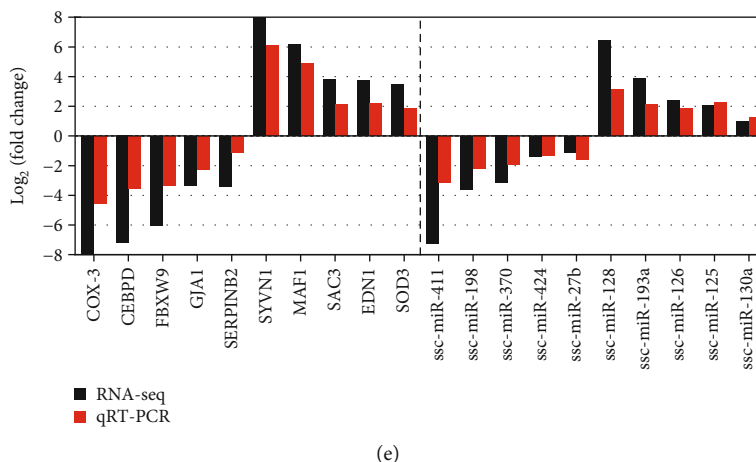 Log2 (fold change)
8
6
4
2
0
−2
−4
−6
−8
COX-3
CEBPD
FBXW9
GJA1
SERPINB2
SYVN1
MAF1
SAC3
EDN1
SOD3
ssc-miR-411
ssc-miR-198
ssc-miR-370
ssc-miR-424
ssc-miR-27b
ssc-miR-128
ssc-miR-193a
ssc-miR-126
ssc-miR-125
ssc-miR-130a
RNA-seq
qRT-PCR
(e)